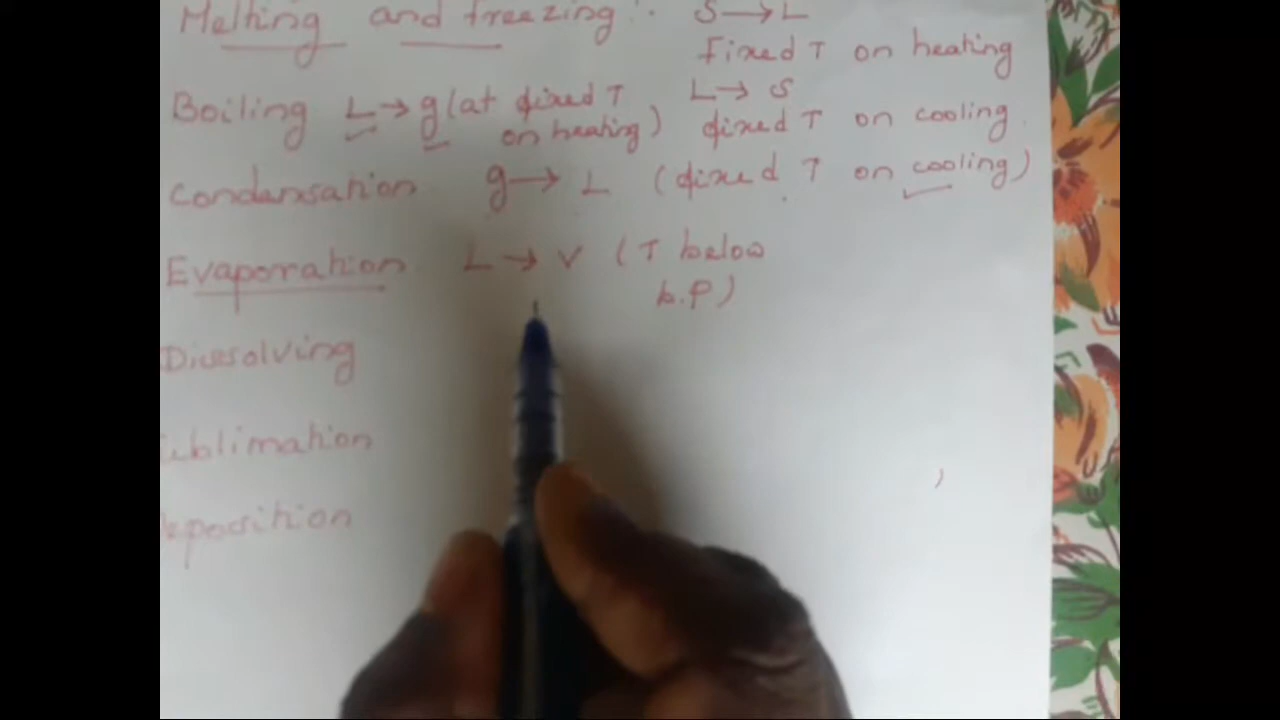 Melting and freezing :. S → L
fixed T on heating
Boiling L → g (at fixed T on heating) L → S
fixed T on cooling.
Condensation g → L (fixed T on cooling)
Evaporation L → V (T below
b.p)
Dissolving
ublimation
eposition